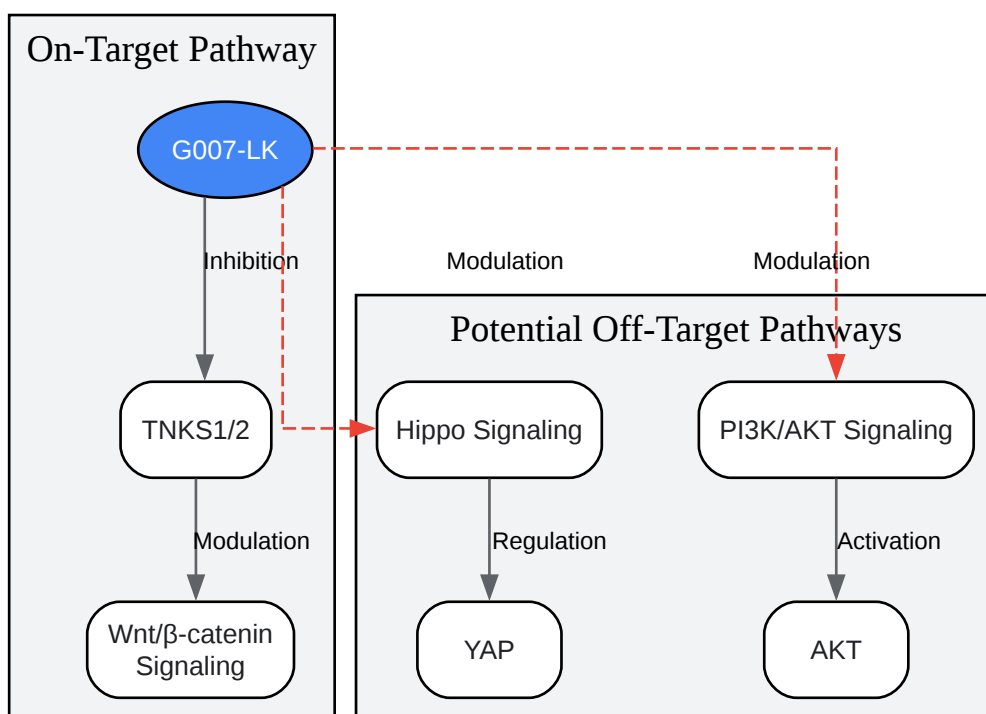 On-Target Pathway
G007-LK
Inhibition
Modulation
Modulation
Potential Off-Target Pathways
TNKS1/2
Hippo Signaling
PI3K/AKT Signaling
Modulation
Regulation
Activation
Wnt/β-catenin
Signaling
YAP
AKT